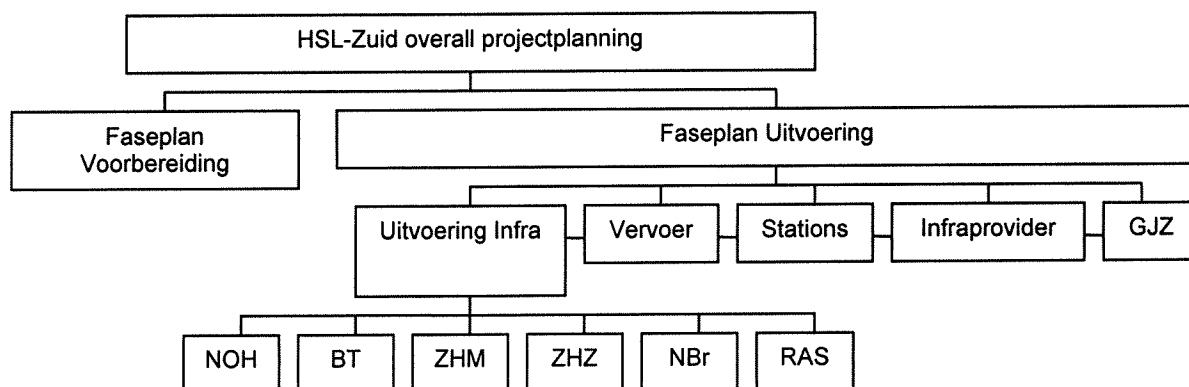 HSL-Zuid overall projectplanning
Faseplan
Voorbereiding
Faseplan Uitvoering
Uitvoering Infra
Vervoer
Stations
Infraprovider
GJZ
NOH
BT
ZHM
ZHZ
NBr
RAS